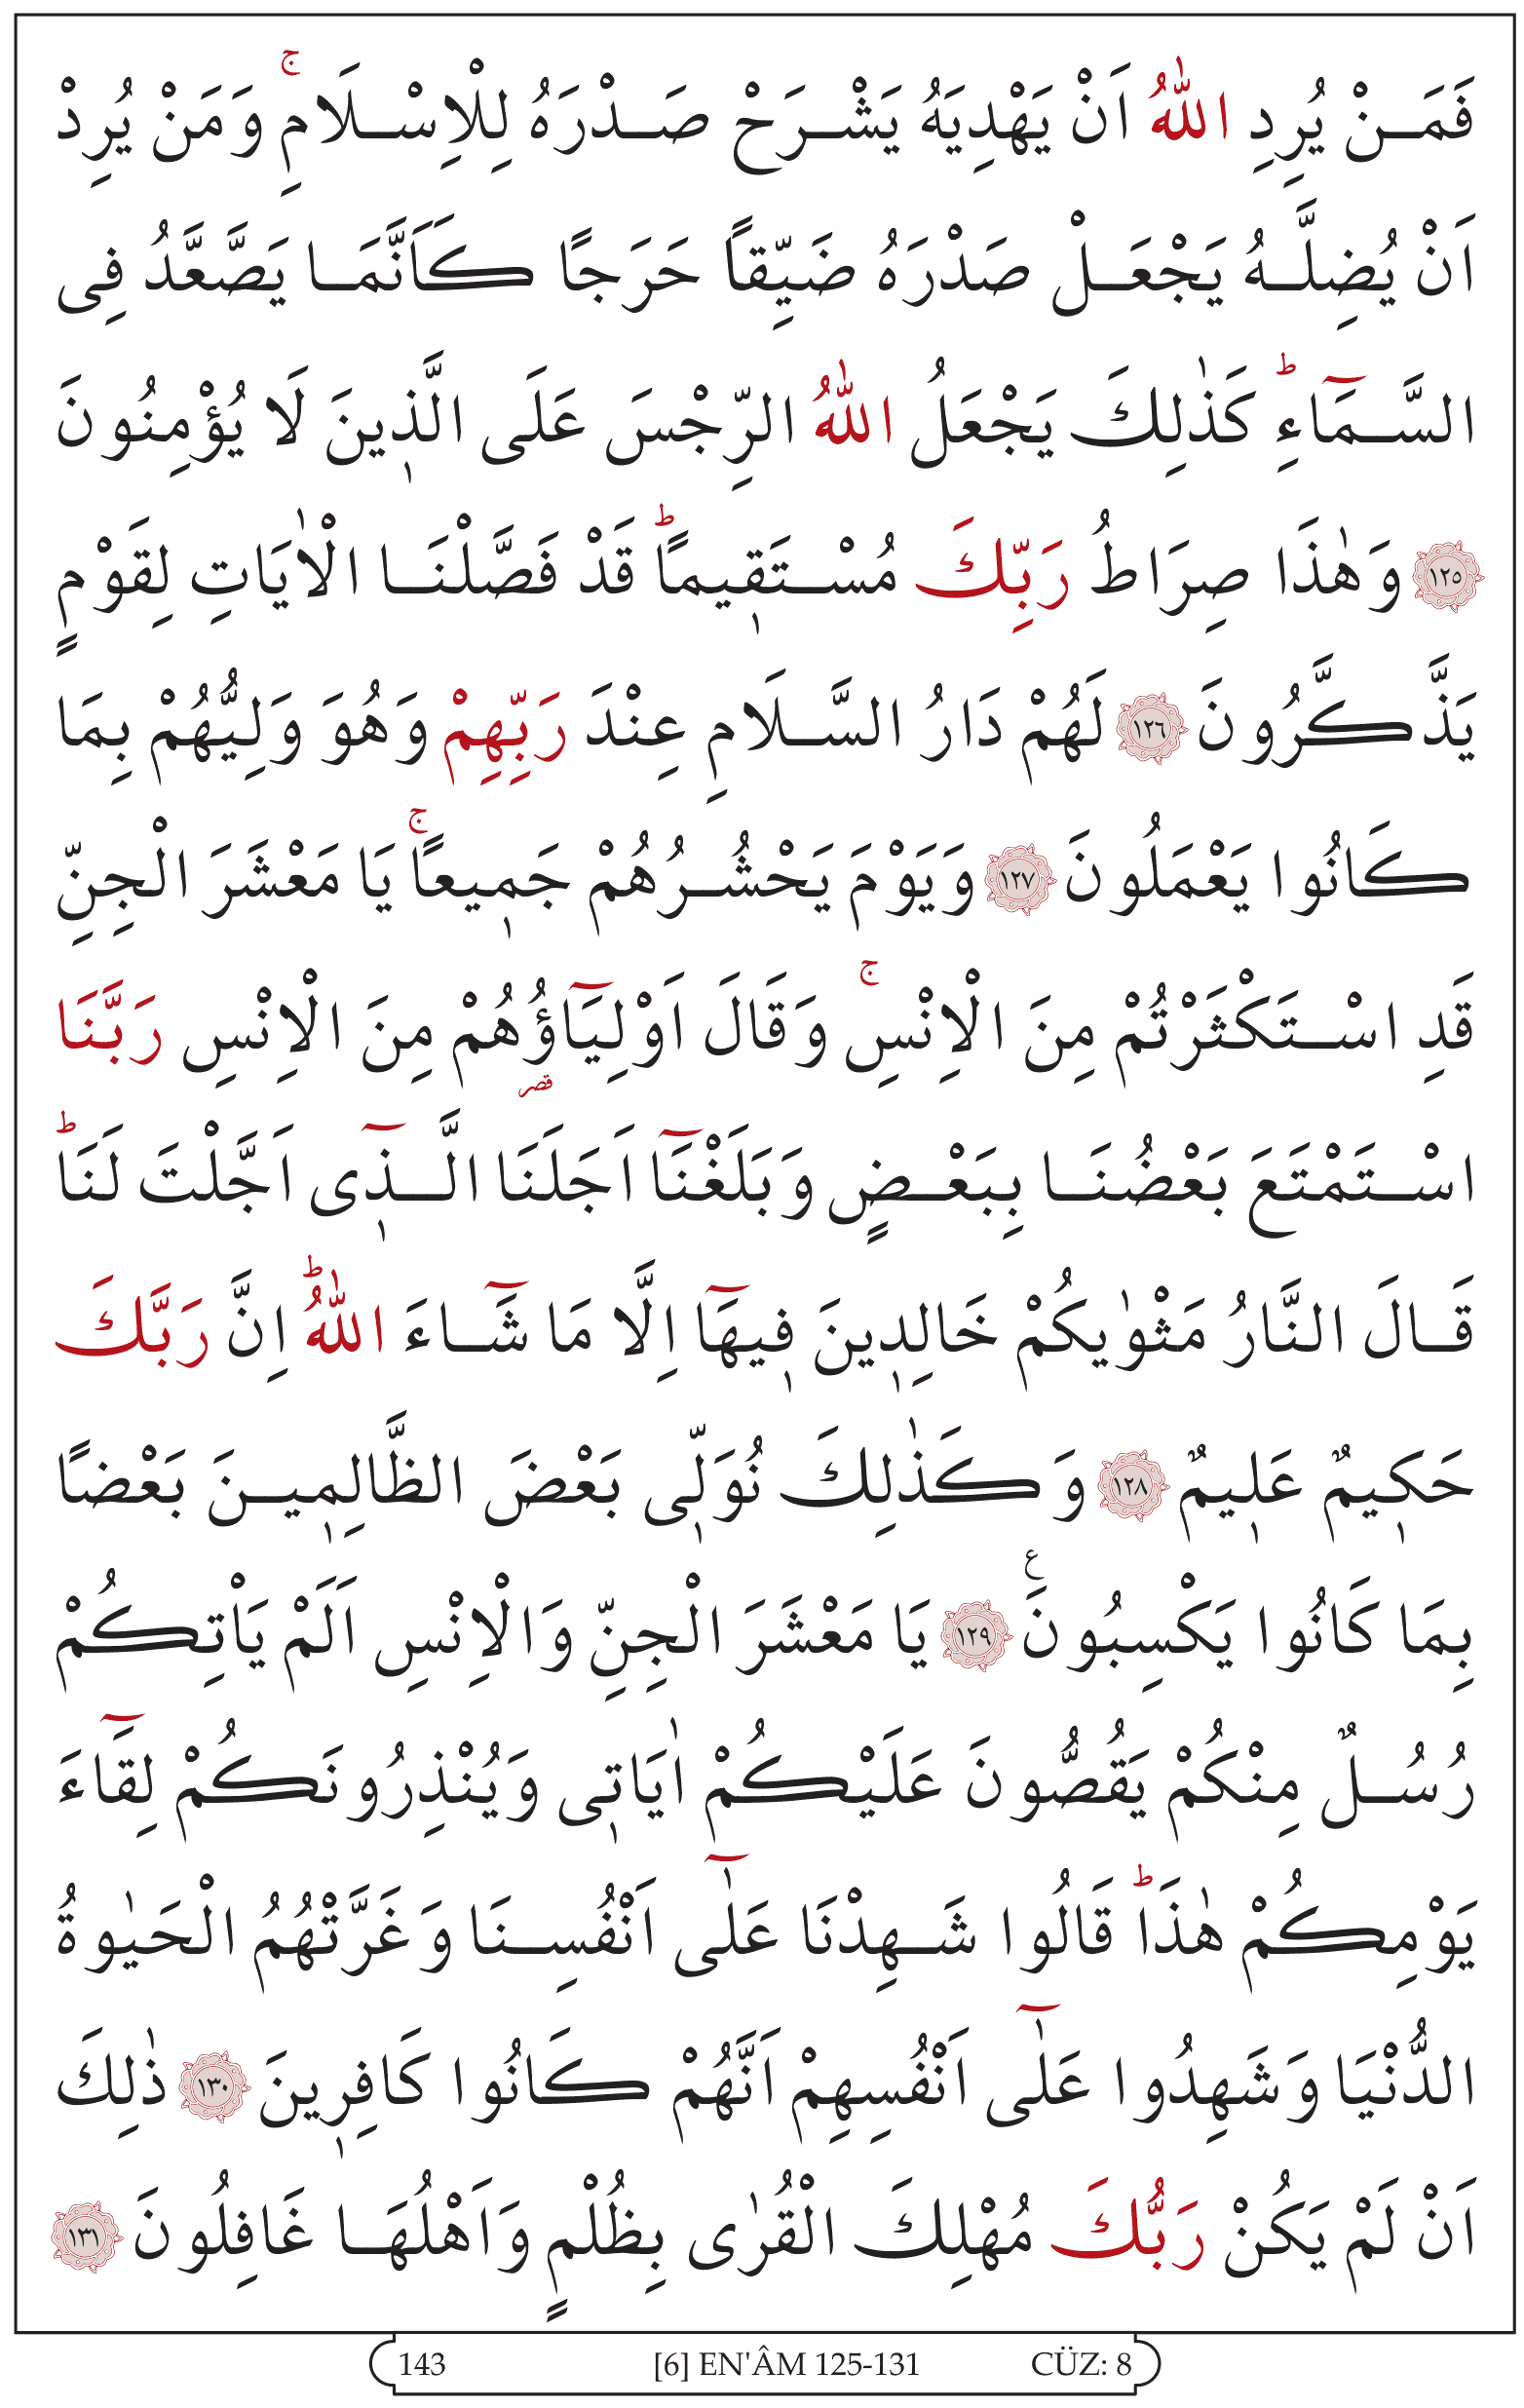 فَمَنْ يُرِدِ اللّٰهُ اَنْ يَهْدِيَهُ يَشْرَحْ صَدْرَهُ لِلْاِسْلَامِۚ وَمَنْ يُرِدْ
اَنْ يُضِلَّهُ يَجْعَلْ صَدْرَهُ ضَيِّقاً حَرَجًا كَاَنَّمَا يَصَّعَّدُ فِى
السَّمَٓاءِۜ كَذٰلِكَ يَجْعَلُ اللّٰهُ الرِّجْسَ عَلَى الَّذ۪ينَ لَا يُؤْمِنُونَ
﴿١٢٥﴾ وَهٰذَا صِرَاطُ رَبِّكَ مُسْتَق۪يمًاۜ قَدْ فَصَّلْنَا الْاٰيَاتِ لِقَوْمٍ
يَذَّكَّرُونَ ﴿١٢٦﴾ لَهُمْ دَارُ السَّلَامِ عِنْدَ رَبِّهِمْ وَهُوَ وَلِيُّهُمْ بِمَا
كَانُوا يَعْمَلُونَ ﴿١٢٧﴾ وَيَوْمَ يَحْشُرُهُمْ جَم۪يعًاۚ يَا مَعْشَرَ الْجِنِّ
قَدِ اسْتَكْثَرْتُمْ مِنَ الْاِنْسِۚ وَقَالَ اَوْلِيَٓاؤُ۬هُمْ مِنَ الْاِنْسِ رَبَّنَا
قصر
اسْتَمْتَعَ بَعْضُنَا بِبَعْضٍ وَبَلَغْنَٓا اَجَلَنَا الَّذ۪ٓى اَجَّلْتَ لَنَاۜ
قَالَ النَّارُ مَثْوٰيكُمْ خَالِد۪ينَ ف۪يهَٓا اِلَّا مَا شَٓاءَ اللّٰهُۜ اِنَّ رَبَّكَ
حَك۪يمٌ عَل۪يمٌ ﴿١٢٨﴾ وَكَذٰلِكَ نُوَلّ۪ى بَعْضَ الظَّالِم۪ينَ بَعْضًا
بِمَا كَانُوا يَكْسِبُونَ۟ ﴿١٢٩﴾ يَا مَعْشَرَ الْجِنِّ وَالْاِنْسِ اَلَمْ يَاْتِكُمْ
رُسُلٌ مِنْكُمْ يَقُصُّونَ عَلَيْكُمْ اٰيَات۪ى وَيُنْذِرُونَكُمْ لِقَٓاءَ
يَوْمِكُمْ هٰذَاۜ قَالُوا شَهِدْنَا عَلٰٓى اَنْفُسِنَا وَغَرَّتْهُمُ الْحَيٰوةُ
الدُّنْيَا وَشَهِدُوا عَلٰٓى اَنْفُسِهِمْ اَنَّهُمْ كَانُوا كَافِر۪ينَ ﴿١٣٠﴾ ذٰلِكَ
اَنْ لَمْ يَكُنْ رَبُّكَ مُهْلِكَ الْقُرٰى بِظُلْمٍ وَاَهْلُهَا غَافِلُونَ ﴿١٣١﴾
143 [6] EN'ÂM 125-131 CÜZ: 8